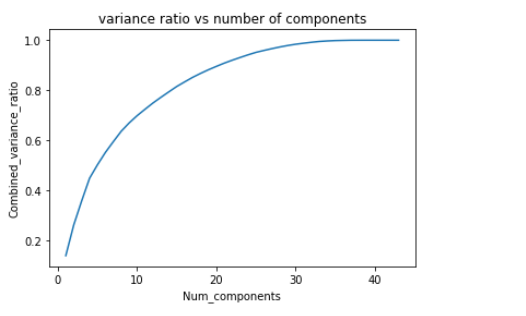 variance ratio vs number of components
1.0
0.8
0.6
0.4
0.2
Combined_variance_ratio
0 10 20 30 40
Num_components